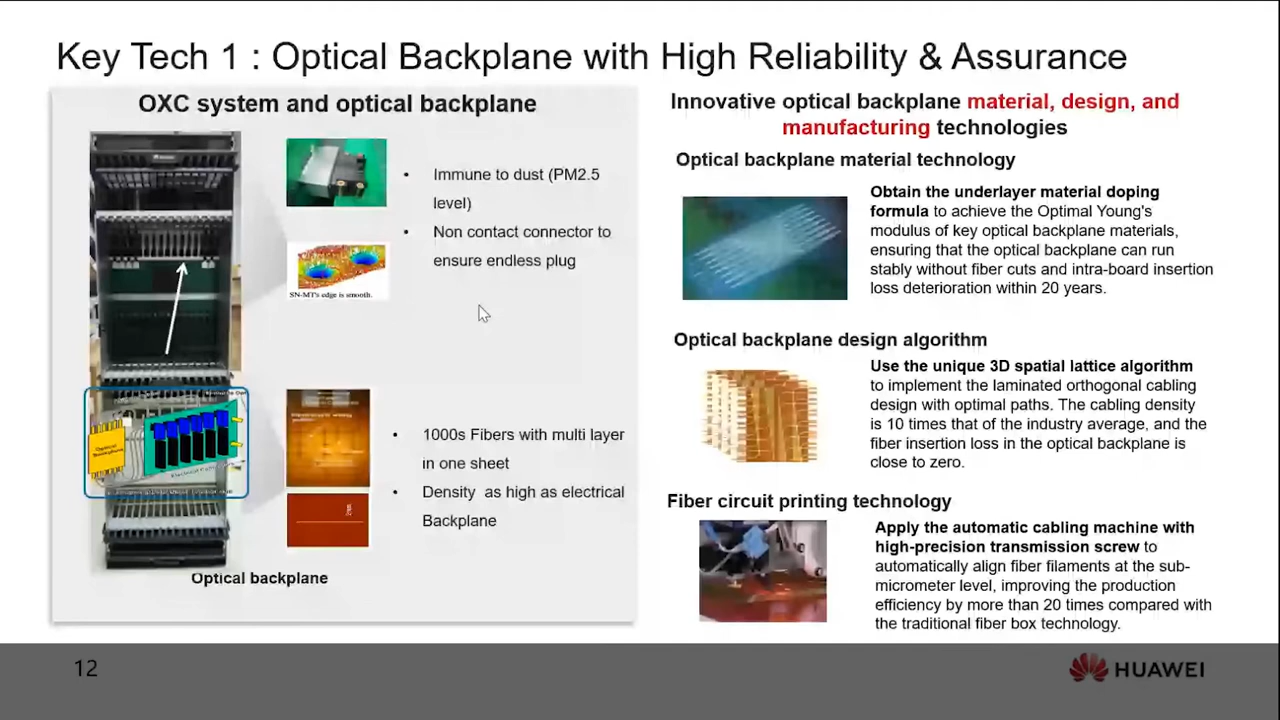 Key Tech 1 : Optical Backplane with High Reliability & Assurance
OXC system and optical backplane
• Immune to dust (PM2.5
level)
• Non contact connector to
ensure endless plug
SN-MT's edge is smooth.
• 1000s Fibers with multi layer
in one sheet
• Density as high as electrical
Backplane
Optical backplane
Innovative optical backplane material, design, and
manufacturing technologies
Optical backplane material technology
Obtain the underlayer material doping
formula to achieve the Optimal Young's
modulus of key optical backplane materials,
ensuring that the optical backplane can run
stably without fiber cuts and intra-board insertion
loss deterioration within 20 years.
Optical backplane design algorithm
Use the unique 3D spatial lattice algorithm
to implement the laminated orthogonal cabling
design with optimal paths. The cabling density
is 10 times that of the industry average, and the
fiber insertion loss in the optical backplane is
close to zero.
Fiber circuit printing technology
Apply the automatic cabling machine with
high-precision transmission screw to
automatically align fiber filaments at the sub-
micrometer level, improving the production
efficiency by more than 20 times compared with
the traditional fiber box technology.
12
HUAWEI